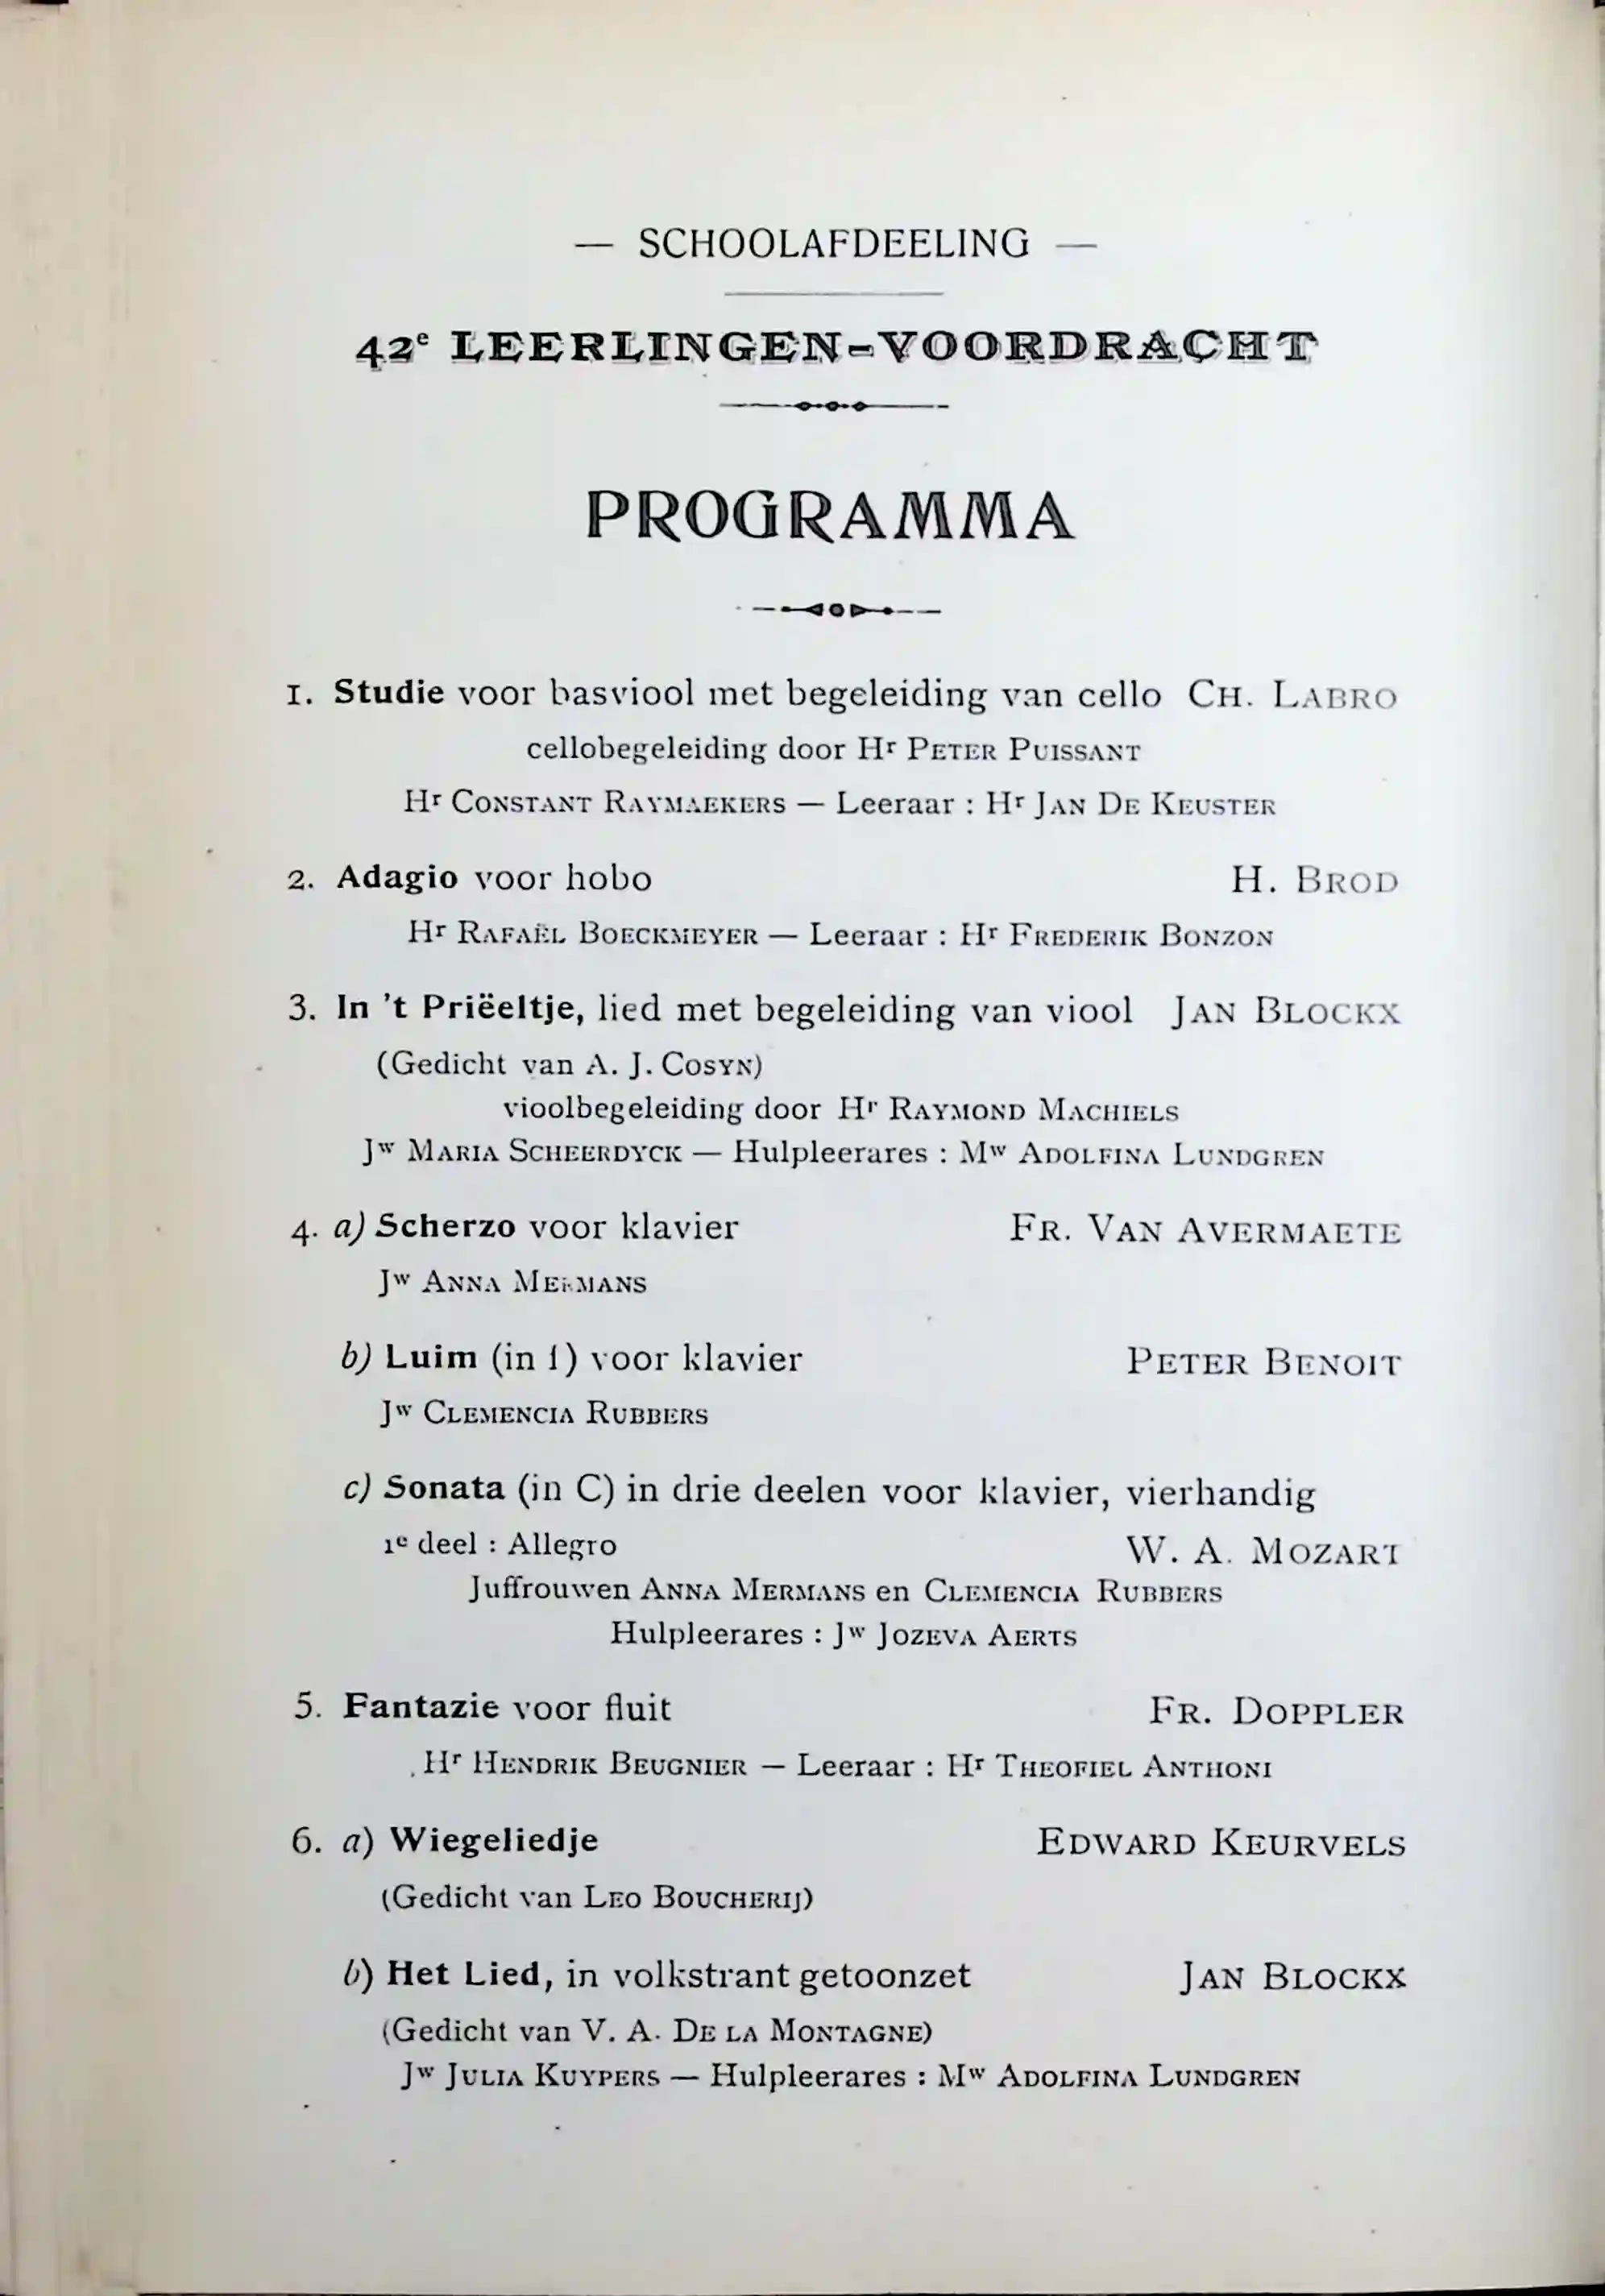 — SCHOOLAFDEELING —
42e LEERLINGEN-VOORDRACHT
PROGRAMMA
1. Studie voor basviool met begeleiding van cello CH. LABRO
cellobegeleiding door Hr PETER PUISSANT
Hr CONSTANT RAYMAEKERS — Leeraar : Hr JAN DE KEUSTER
2. Adagio voor hobo H. BROD
Hr RAFAËL BOECKMEYER — Leeraar : Hr FREDERIK BONZON
3. In 't Priëeltje, lied met begeleiding van viool JAN BLOCKX
(Gedicht van A. J. COSYN)
vioolbegeleiding door Hr RAYMOND MACHIELS
Jw MARIA SCHEERDYCK — Hulpleerares : Mw ADOLFINA LUNDGREN
4. a) Scherzo voor klavier FR. VAN AVERMAETE
Jw ANNA MERMANS
b) Luim (in 1) voor klavier PETER BENOIT
Jw CLEMENCIA RUBBERS
c) Sonata (in C) in drie deelen voor klavier, vierhandig
1e deel : Allegro W. A. MOZART
Juffrouwen ANNA MERMANS en CLEMENCIA RUBBERS
Hulpleerares : Jw JOZEVA AERTS
5. Fantazie voor fluit FR. DOPPLER
Hr HENDRIK BEUGNIER — Leeraar : Hr THEOFIEL ANTHONI
6. a) Wiegeliedje EDWARD KEURVELS
(Gedicht van LEO BOUCHERIJ)
b) Het Lied, in volkstrant getoonzet JAN BLOCKX
(Gedicht van V. A. DE LA MONTAGNE)
Jw JULIA KUYPERS — Hulpleerares : Mw ADOLFINA LUNDGREN